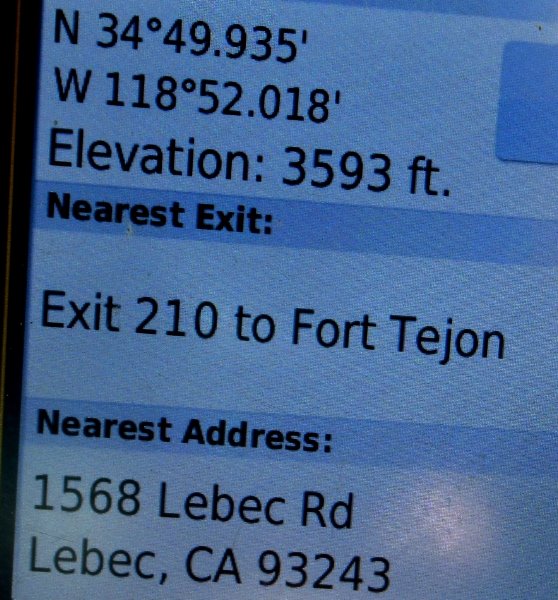 N 34°49.935'
W 118°52.018'
Elevation: 3593 ft.
Nearest Exit:
Exit 210 to Fort Tejon
Nearest Address:
1568 Lebec Rd
Lebec, CA 93243